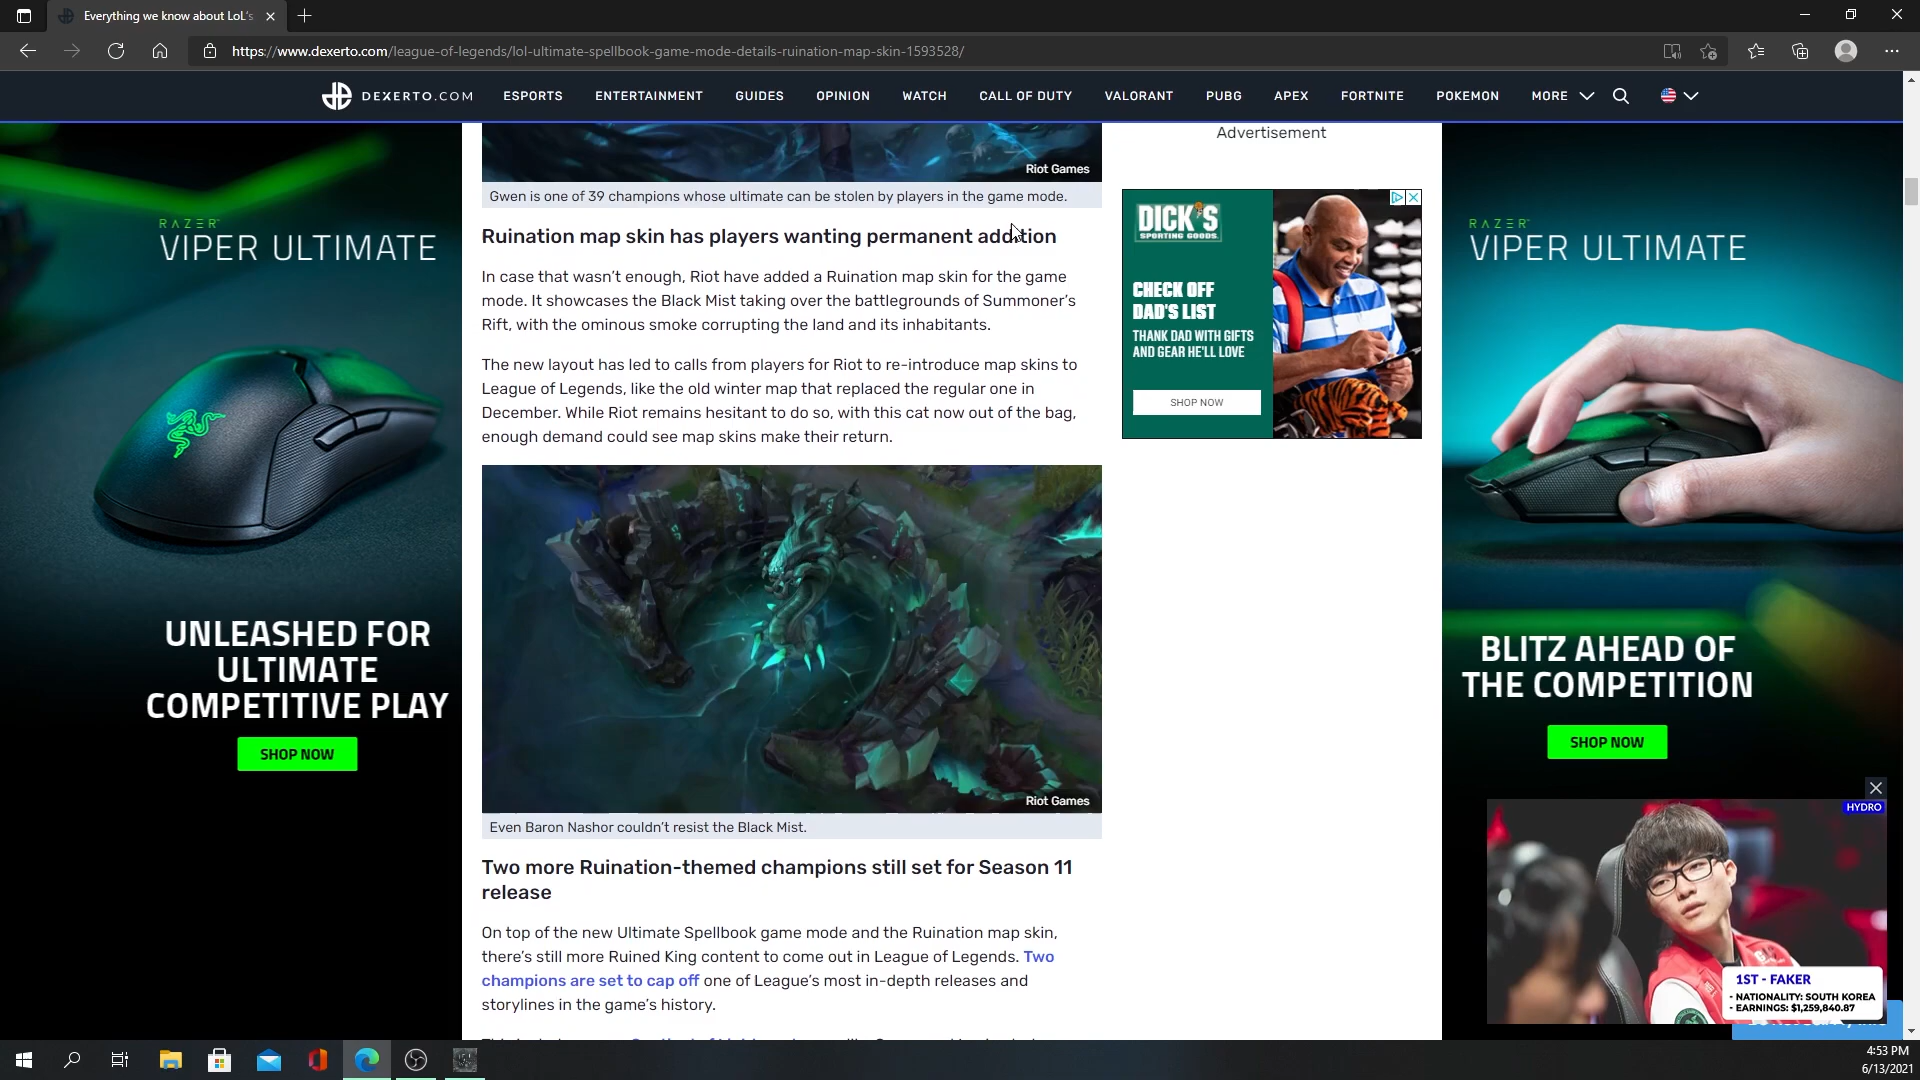 Everything we know about LoL's
https://www.dexerto.com/league-of-legends/lol-ultimate-spellbook-game-mode-details-ruination-map-skin-1593528/
DEXERTO.COM
ESPORTS
ENTERTAINMENT
GUIDES
OPINION
WATCH
CALL OF DUTY
VALORANT
PUBG
APEX
FORTNITE
POKEMON
MORE
Riot Games
Gwen is one of 39 champions whose ultimate can be stolen by players in the game mode.
Ruination map skin has players wanting permanent addition
In case that wasn't enough, Riot have added a Ruination map skin for the game
mode. It showcases the Black Mist taking over the battlegrounds of Summoner's
Rift, with the ominous smoke corrupting the land and its inhabitants.
The new layout has led to calls from players for Riot to re-introduce map skins to
League of Legends, like the old winter map that replaced the regular one in
December. While Riot remains hesitant to do so, with this cat now out of the bag,
enough demand could see map skins make their return.
Riot Games
Even Baron Nashor couldn't resist the Black Mist.
Two more Ruination-themed champions still set for Season 11
release
On top of the new Ultimate Spellbook game mode and the Ruination map skin,
there's still more Ruined King content to come out in League of Legends. Two
champions are set to cap off one of League's most in-depth releases and
storylines in the game's history.
Advertisement
DICK'S
SPORTING GOODS
CHECK OFF
DAD'S LIST
THANK DAD WITH GIFTS
AND GEAR HE'LL LOVE
SHOP NOW
RAZER
VIPER ULTIMATE
UNLEASHED FOR
ULTIMATE
COMPETITIVE PLAY
SHOP NOW
RAZER
VIPER ULTIMATE
BLITZ AHEAD OF
THE COMPETITION
SHOP NOW
HYDRO
1ST - FAKER
- NATIONALITY: SOUTH KOREA
- EARNINGS: $1,259,840.87
4:53 PM
6/13/2021